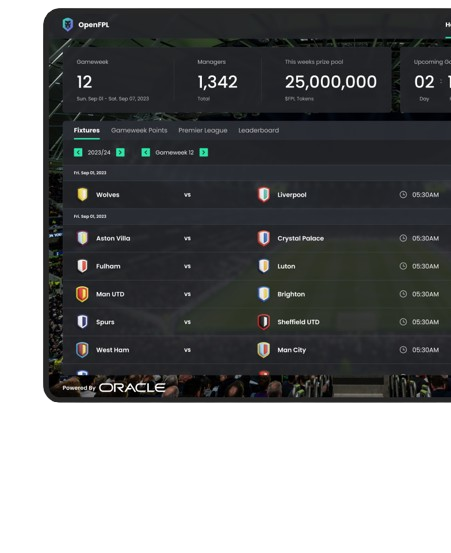 OpenFPL
Gameweek Managers This weeks prize pool
12 1,342 25,000,000 02 :
Sun, Sep 01 - Sat, Sep 07, 2023 Total $FPL Tokens Day
Fixtures Gameweek Points Premier League Leaderboard
2023/24 Gameweek 12
Fri, Sep 01, 2023
Wolves vs Liverpool 05:30AM
Fri, Sep 01, 2023
Aston Villa vs Crystal Palace 05:30AM
Fulham vs Luton 05:30AM
Man UTD vs Brighton 05:30AM
Spurs vs Sheffield UTD 05:30AM
West Ham vs Man City 05:30AM
Powered By ORACLE